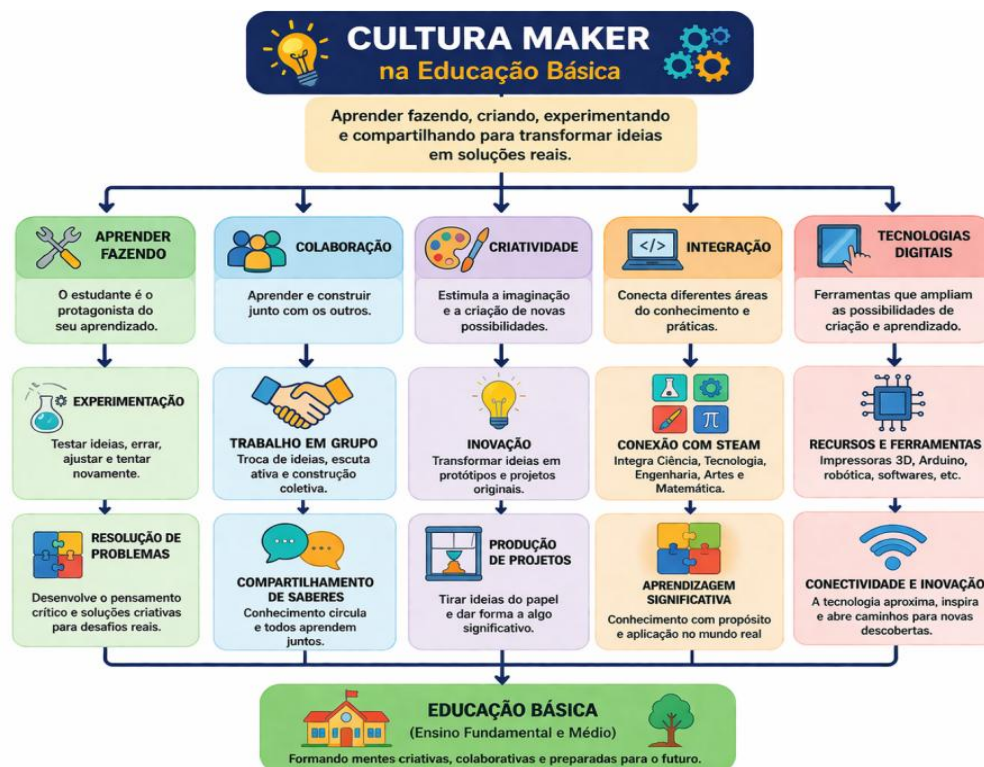 CULTURA MAKER
na Educação Básica
Aprender fazendo, criando, experimentando
e compartilhando para transformar ideias
em soluções reais.
APRENDER
FAZENDO
O estudante é o
protagonista do
seu aprendizado.
EXPERIMENTAÇÃO
Testar ideias, errar,
ajustar e tentar
novamente.
RESOLUÇÃO DE
PROBLEMAS
Desenvolve o pensamento
crítico e soluções criativas
para desafios reais.
COLABORAÇÃO
Aprender e construir
junto com os outros.
TRABALHO EM GRUPO
Troca de ideias, escuta
ativa e construção
coletiva.
COMPARTILHAMENTO
DE SABERES
Conhecimento circula
e todos aprendem
juntos.
CRIATIVIDADE
Estimula a imaginação
e a criação de novas
possibilidades.
INOVAÇÃO
Transformar ideias em
protótipos e projetos
originais.
PRODUÇÃO
DE PROJETOS
Tirar ideias do papel
e dar forma a algo
significativo.
</> 
INTEGRAÇÃO
Conecta diferentes áreas
do conhecimento e
práticas.
π
CONEXÃO COM STEAM
Integra Ciência, Tecnologia,
Engenharia, Artes e
Matemática.
APRENDIZAGEM
SIGNIFICATIVA
Conhecimento com propósito
e aplicação no mundo real
TECNOLOGIAS
DIGITAIS
Ferramentas que ampliam
as possibilidades de
criação e aprendizado.
RECURSOS E FERRAMENTAS
Impressoras 3D, Arduino,
robótica, softwares, etc.
CONECTIVIDADE E INOVAÇÃO
A tecnologia aproxima, inspira
e abre caminhos para novas
descobertas.
EDUCAÇÃO BÁSICA
(Ensino Fundamental e Médio)
Formando mentes criativas, colaborativas e preparadas para o futuro.